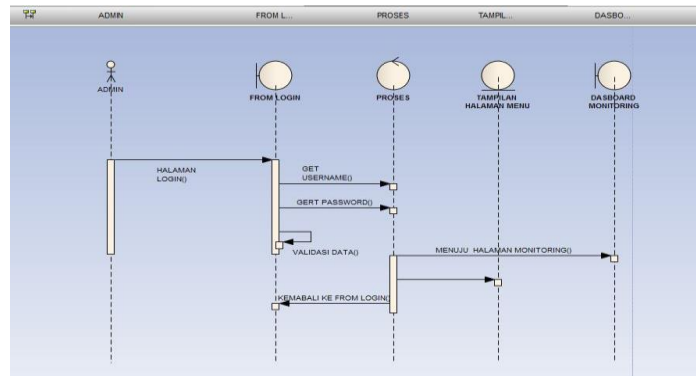 ADMIN
FROM L...
PROSES
TAMPIL...
DASBO...
ADMIN
FROM LOGIN
PROSES
TAMPILAN
HALAMAN MENU
DASBOARD
MONITORING
HALAMAN
LOGIN()
GET
USERNAME()
GERT PASSWORD()
VALIDASI DATA()
MENUJU HALAMAN MONITORING()
KEMABALI KE FROM LOGIN()